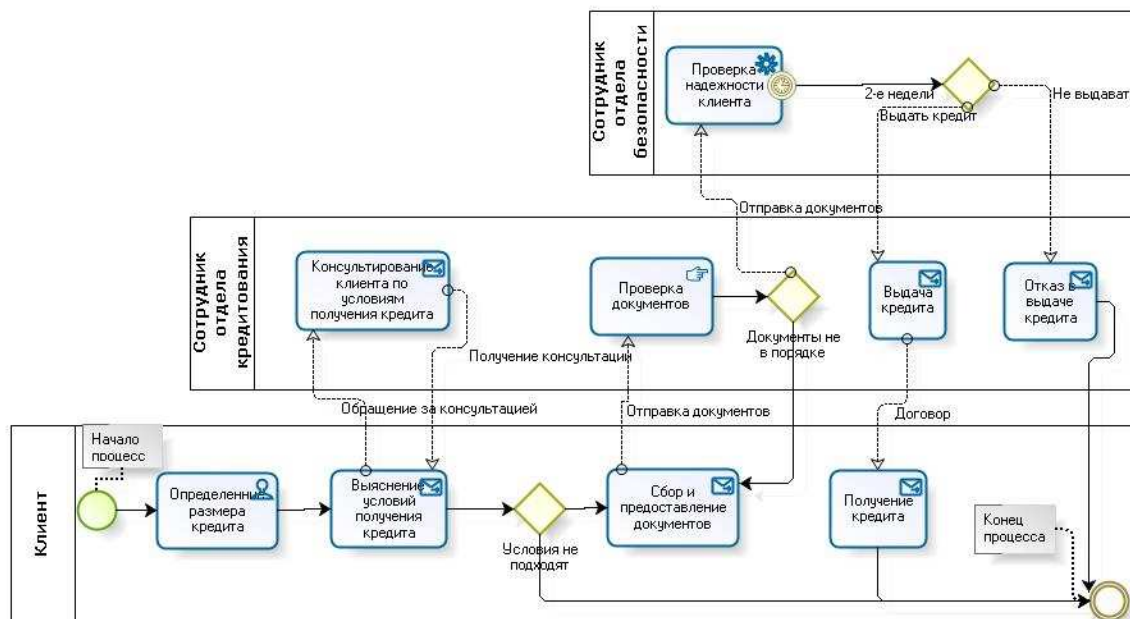 Сотрудник
отдела
безопасности
Проверка
надежности
клиента
2-е недели
Выдать кредит
Не выдават
Отправка документов
Сотрудник
отдела
кредитования
Консультирование
клиента по
условиям
получения кредита
Проверка
документов
Документы не
в порядке
Выдача
кредита
Отказ в
выдаче
кредита
Получение консультации
Обращение за консультацией
Отправка документов
Договор
Клиент
Начало
процесс
Определенние
размера
кредита
Выяснение
условий
получения
кредита
Условия не
подходят
Сбор и
предоставление
документов
Получение
кредита
Конец
процесса